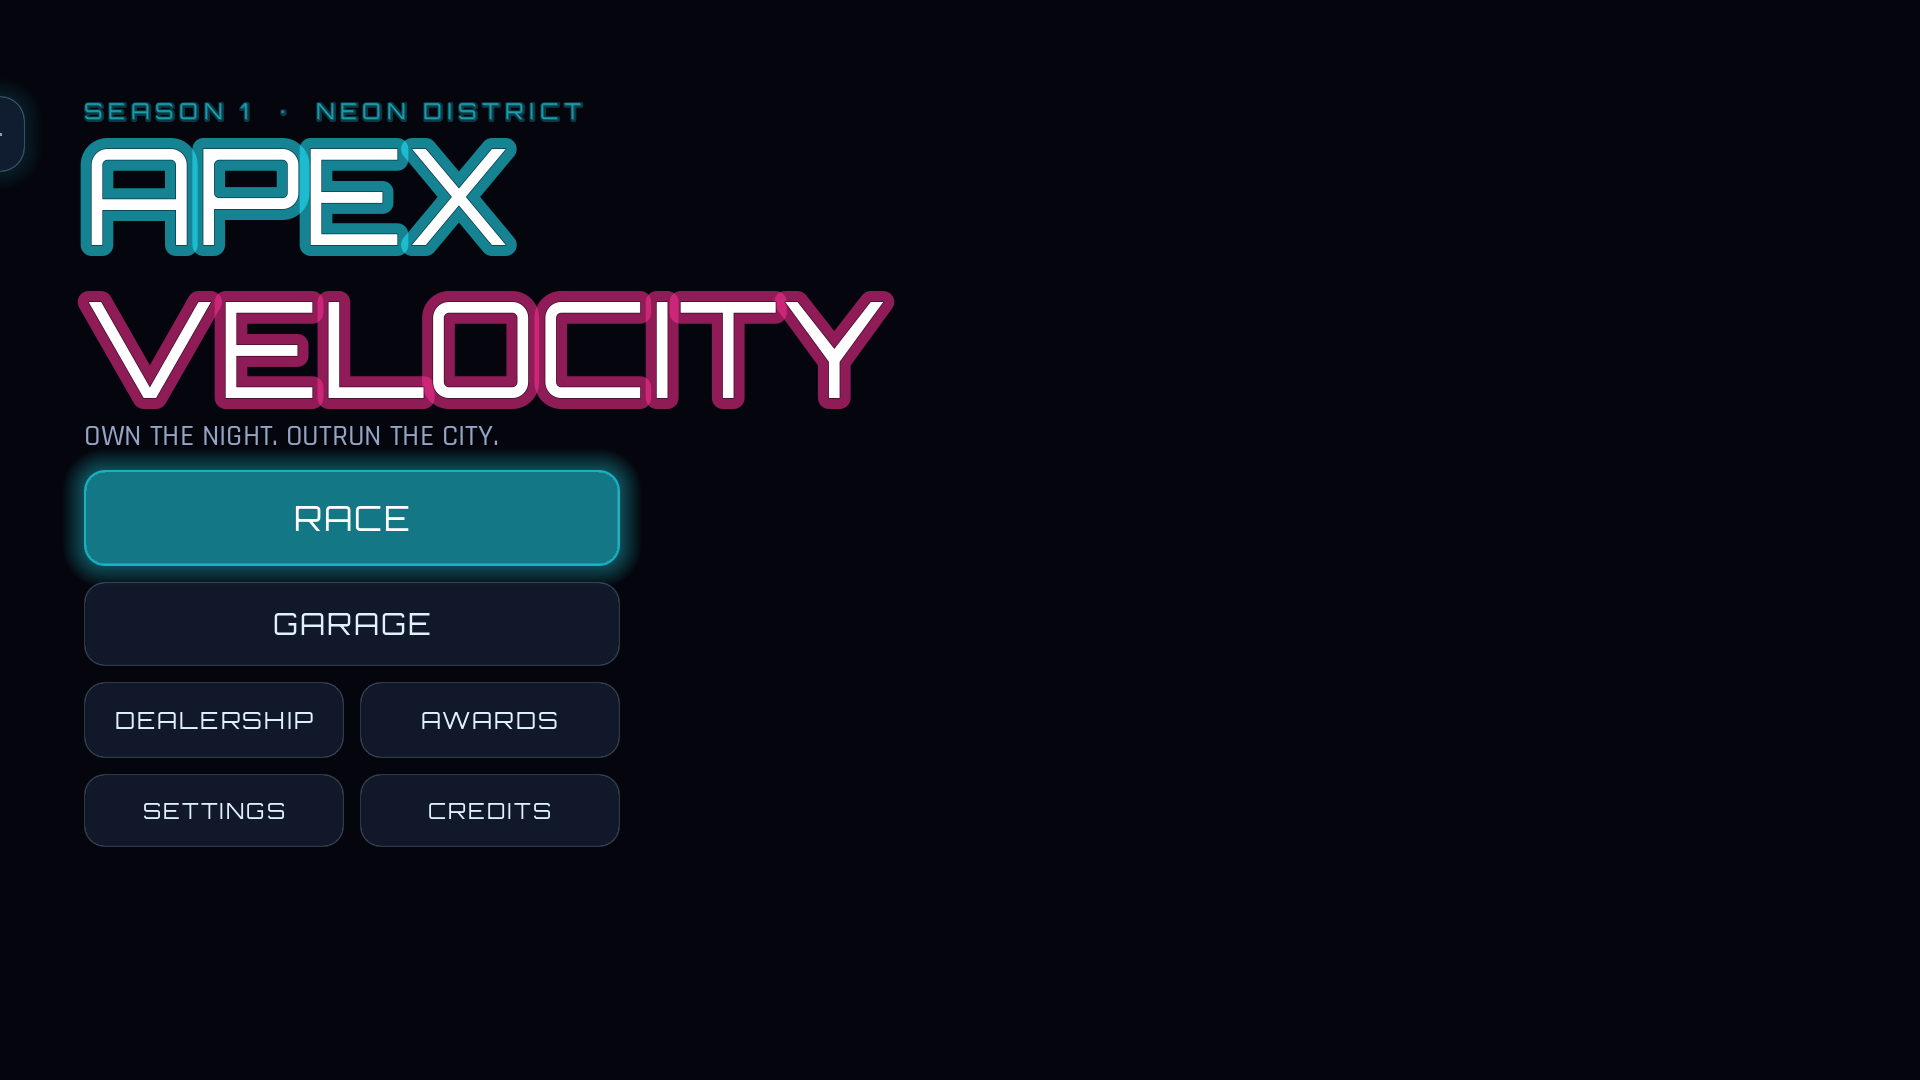 SEASON 1 · NEON DISTRICT
APEX
VELOCITY
OWN THE NIGHT. OUTRUN THE CITY.
RACE
GARAGE
DEALERSHIP
AWARDS
SETTINGS
CREDITS